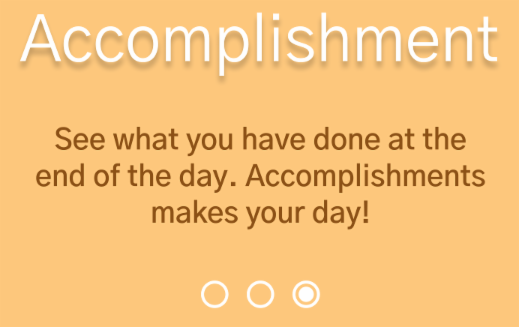 Accomplishment
See what you have done at the
end of the day. Accomplishments
makes your day!